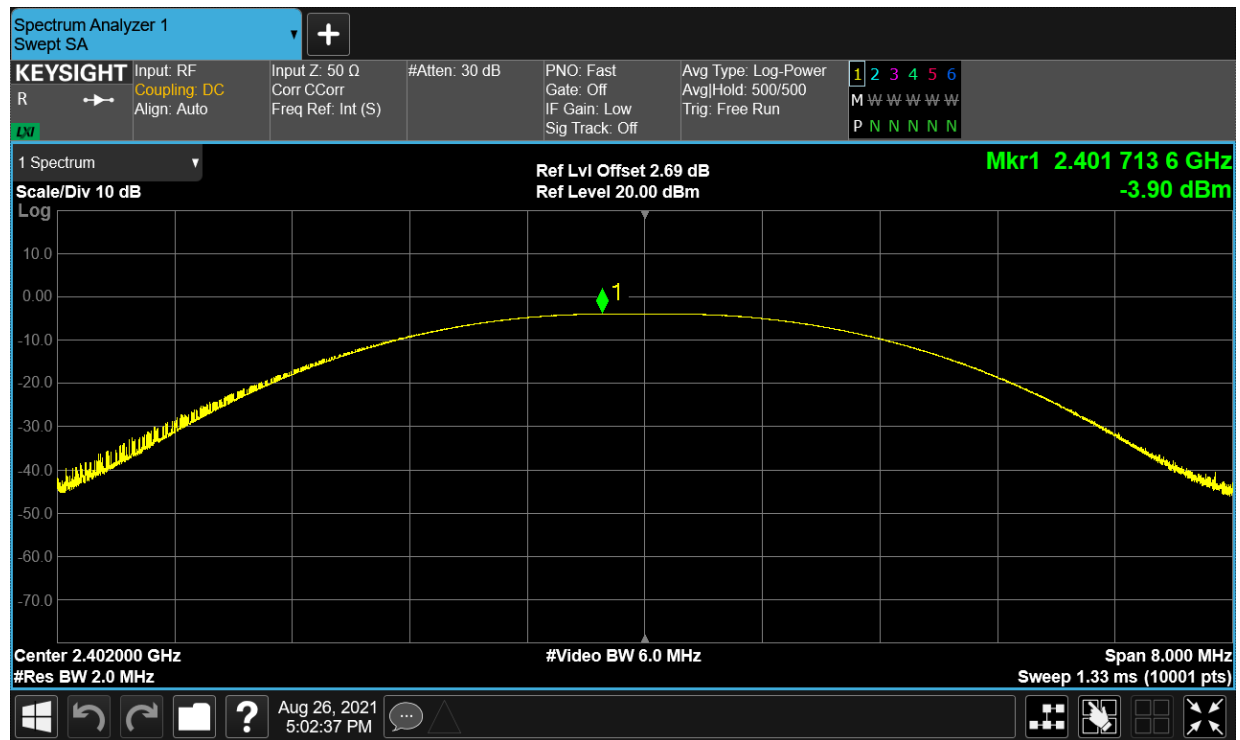 Spectrum Analyzer 1
Swept SA
KEYSIGHT
R
LXI
Input: RF
Coupling: DC
Align: Auto
Input Z: 50 Ω
Corr CCorr
Freq Ref: Int (S)
#Atten: 30 dB
PNO: Fast
Gate: Off
IF Gain: Low
Sig Track: Off
Avg Type: Log-Power
Avg|Hold: 500/500
Trig: Free Run
1 2 3 4 5 6
M W W W W W
P N N N N N
1 Spectrum
Scale/Div 10 dB
Log
Ref Lvl Offset 2.69 dB
Ref Level 20.00 dBm
Mkr1 2.401 713 6 GHz
-3.90 dBm
1
10.0
0.00
-10.0
-20.0
-30.0
-40.0
-50.0
-60.0
-70.0
Center 2.402000 GHz
#Video BW 6.0 MHz
Span 8.000 MHz
#Res BW 2.0 MHz
Sweep 1.33 ms (10001 pts)
?
Aug 26, 2021
5:02:37 PM